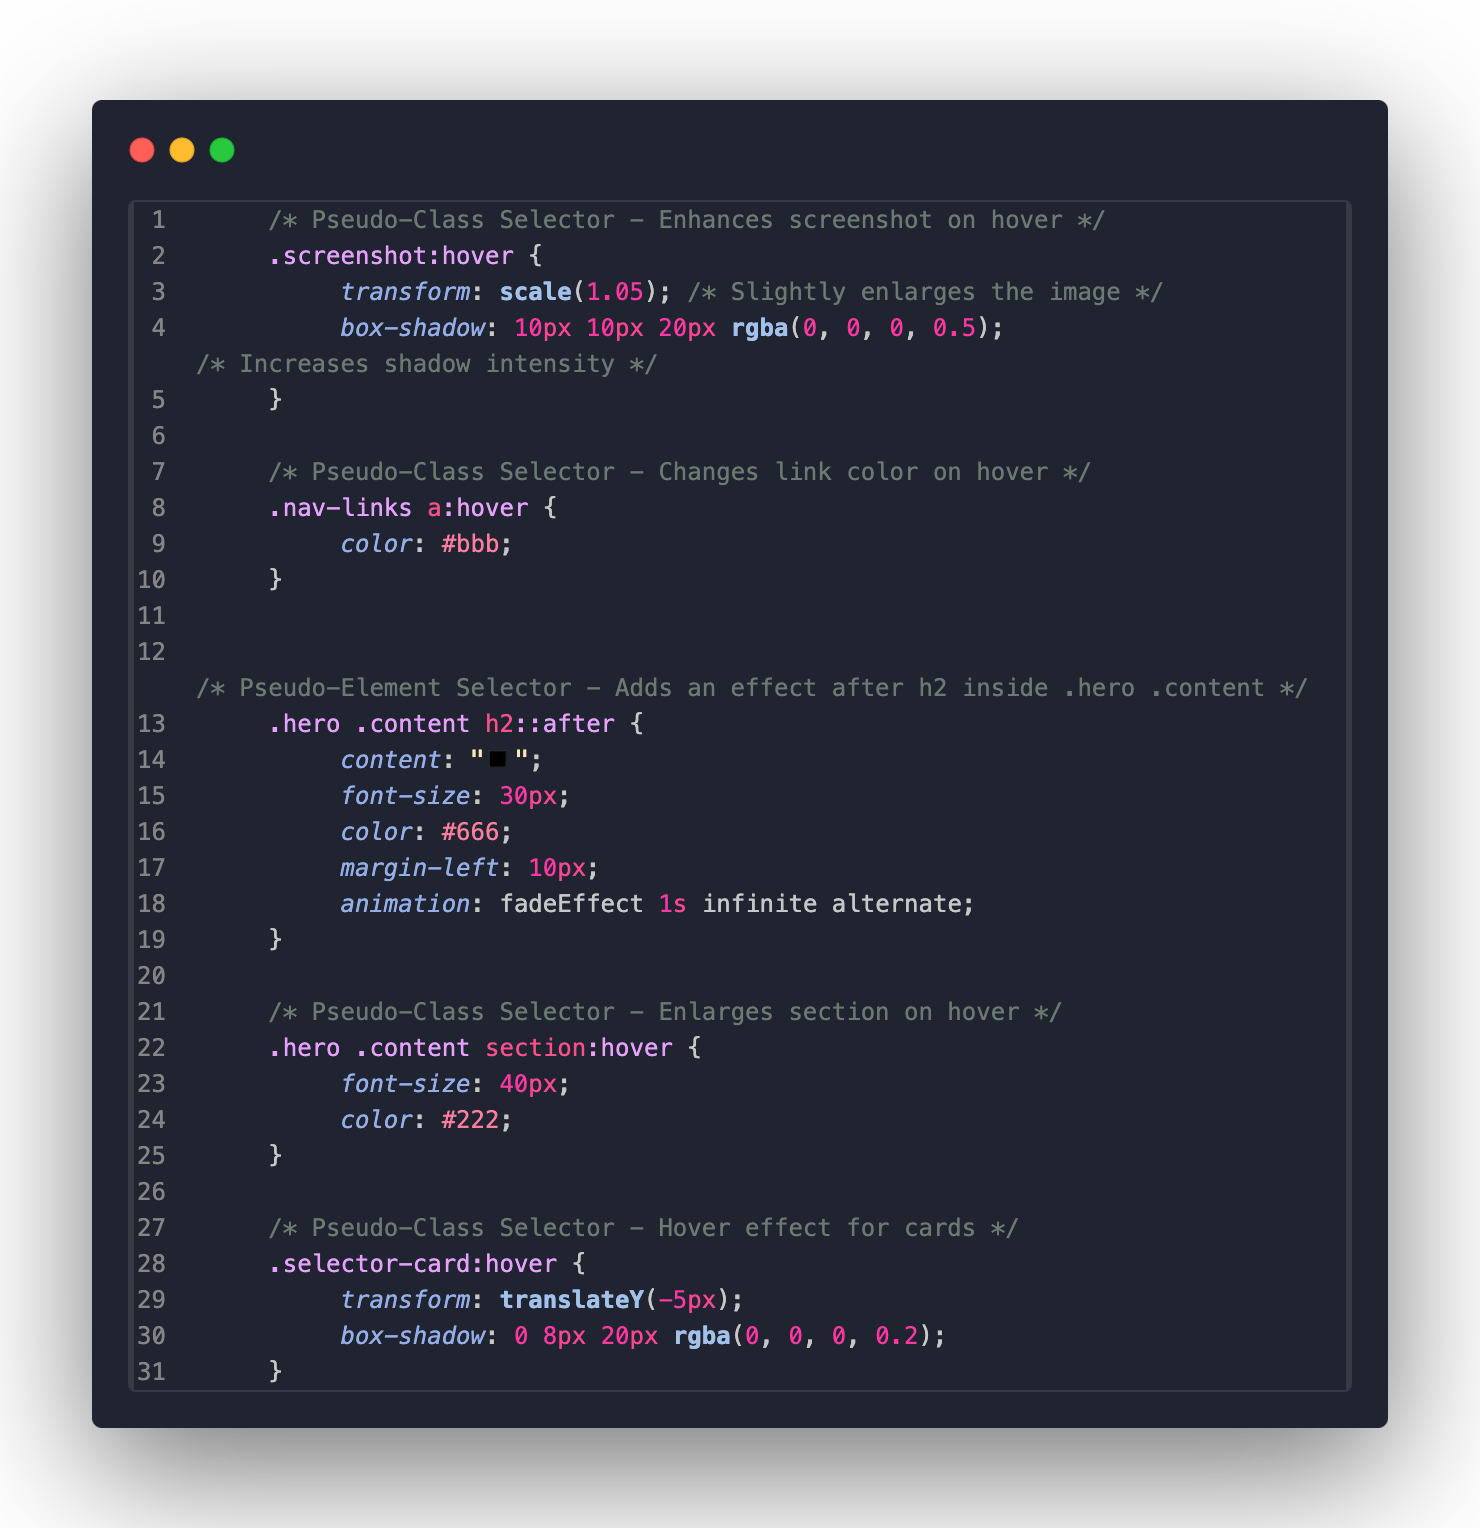 1 /* Pseudo-Class Selector - Enhances screenshot on hover */
2 .screenshot:hover {
3 transform: scale(1.05); /* Slightly enlarges the image */
4 box-shadow: 10px 10px 20px rgba(0, 0, 0, 0.5);
/* Increases shadow intensity */
5 }
6
7 /* Pseudo-Class Selector - Changes link color on hover */
8 .nav-links a:hover {
9 color: #bbb;
10 }
11
12
/* Pseudo-Element Selector - Adds an effect after h2 inside .hero .content */
13 .hero .content h2::after {
14 content: "◾";
15 font-size: 30px;
16 color: #666;
17 margin-left: 10px;
18 animation: fadeEffect 1s infinite alternate;
19 }
20
21 /* Pseudo-Class Selector - Enlarges section on hover */
22 .hero .content section:hover {
23 font-size: 40px;
24 color: #222;
25 }
26
27 /* Pseudo-Class Selector - Hover effect for cards */
28 .selector-card:hover {
29 transform: translateY(-5px);
30 box-shadow: 0 8px 20px rgba(0, 0, 0, 0.2);
31 }